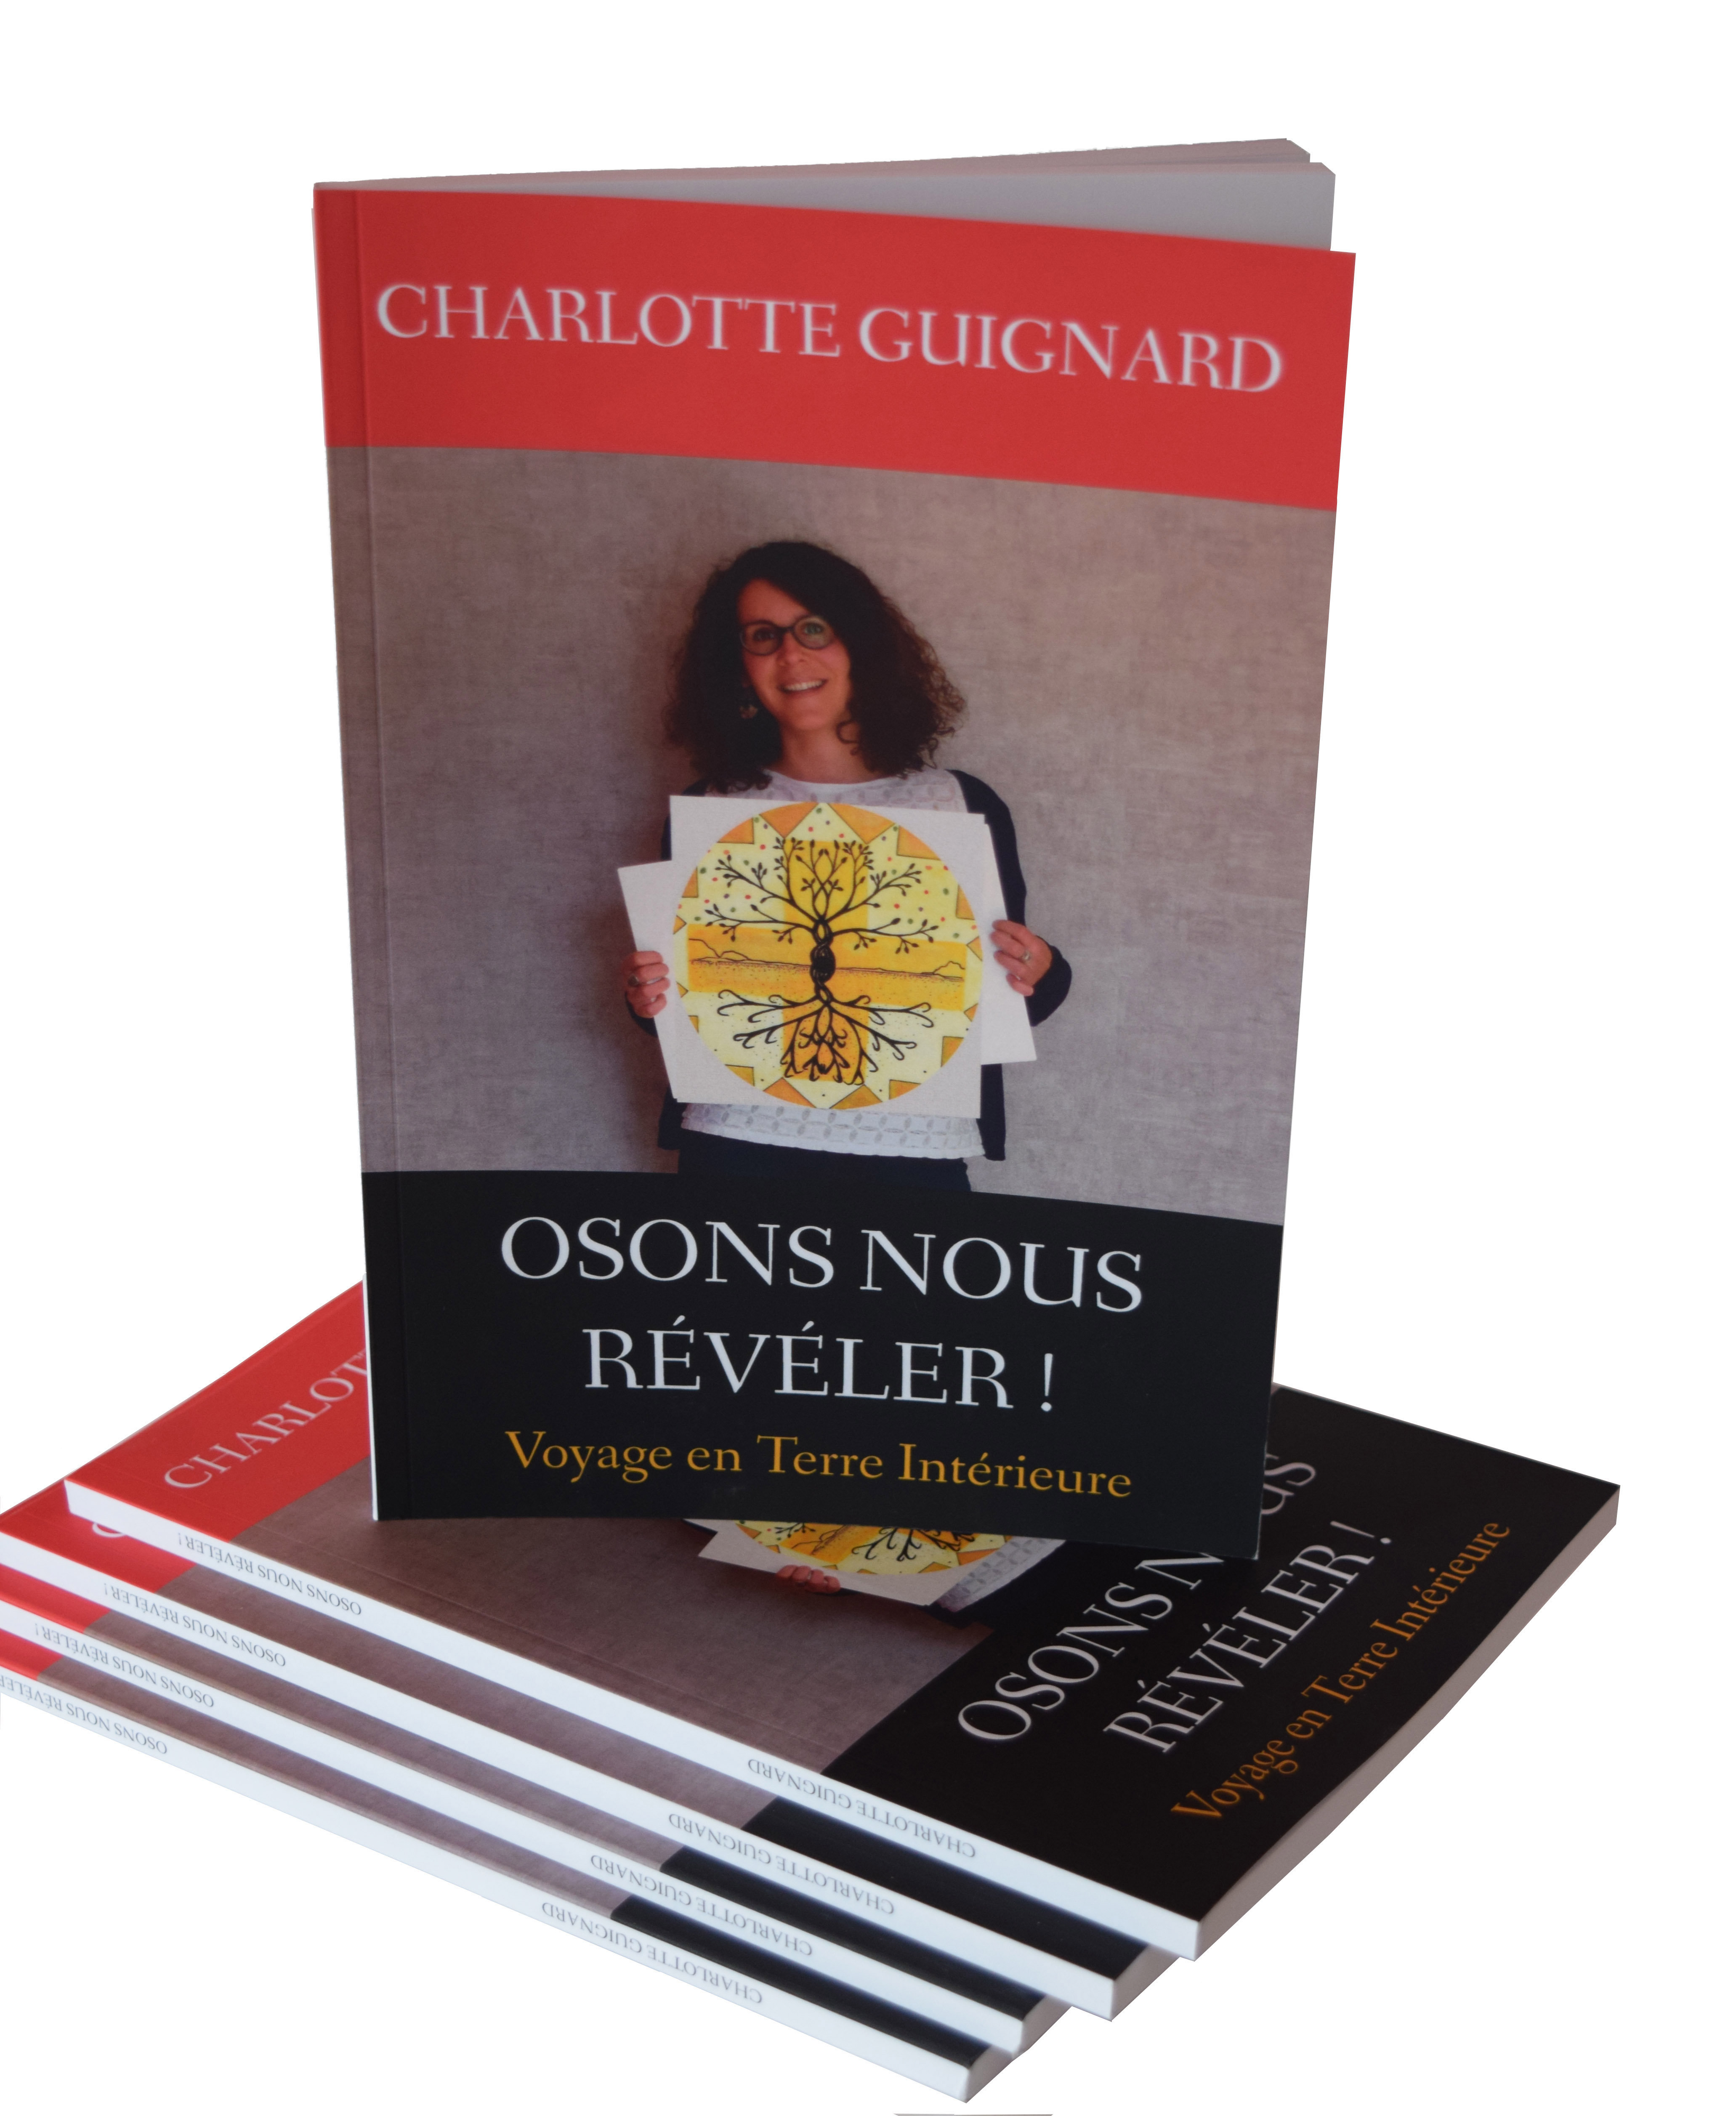 CHARLOTTE GUIGNARD
OSONS NOUS
RÉVÉLER !
Voyage en Terre Intérieure
OSONS
RÉVÉLER !
Voyage en Terre Intérieure
OSONS NOUS RÉVÉLER !
CHARLOTTE GUIGNARD
OSONS NOUS RÉVÉLER !
CHARLOTTE GUIGNARD
OSONS NOUS RÉVÉLER !
CHARLOTTE GUIGNARD
OSONS NOUS RÉVÉLER
CHARLOTTE GUIGNARD